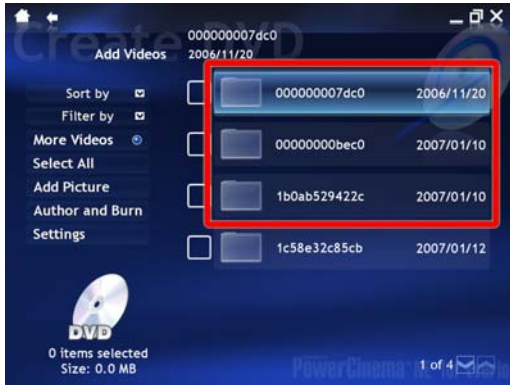 Create DVD
000000007dc0
Add Videos
2006/11/20
Sort by
Filter by
More Videos
Select All
Add Picture
Author and Burn
Settings
000000007dc0 2006/11/20
00000000bec0 2007/01/10
1b0ab529422c 2007/01/10
1c58e32c85cb 2007/01/12
DVD
0 items selected
Size: 0.0 MB
PowerCinema
1 of 4